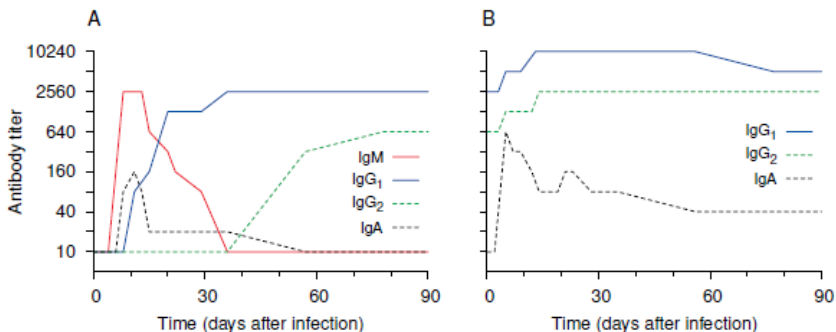 A
B
Antibody titer
10240
2560
640
160
40
10
IgM
IgG₁
IgG₂
IgA
IgG₁
IgG₂
IgA
0 30 60 90
0 30 60 90
Time (days after infection)
Time (days after infection)